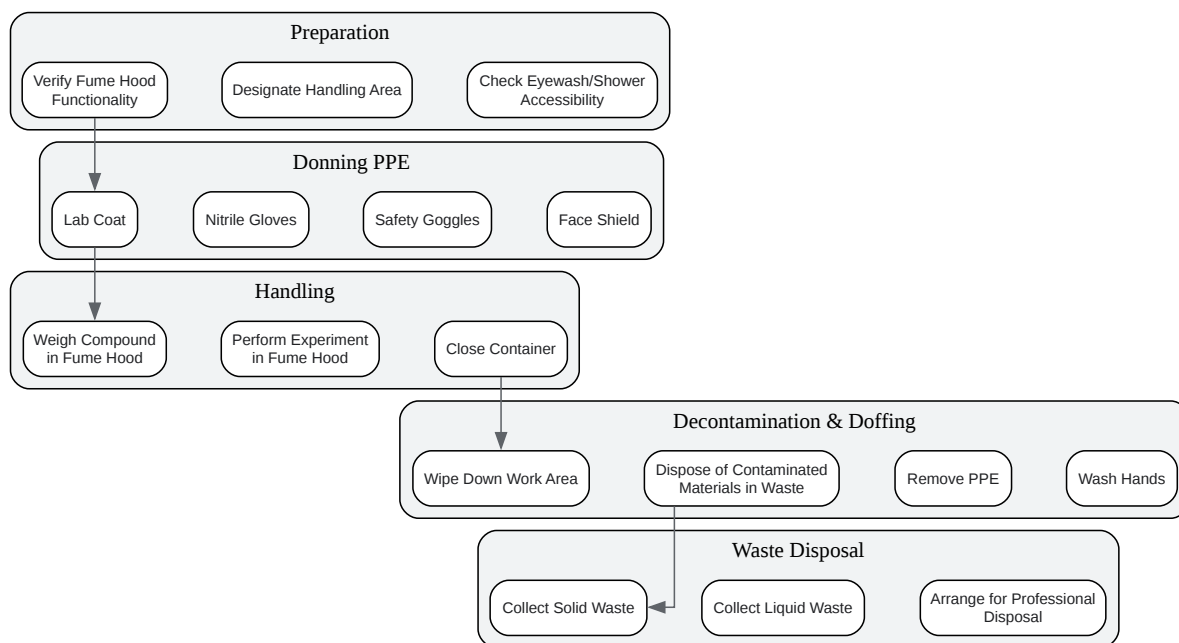 Preparation
Verify Fume Hood
Functionality
Designate Handling Area
Check Eyewash/Shower
Accessibility
Donning PPE
Lab Coat
Nitrile Gloves
Safety Goggles
Face Shield
Handling
Weigh Compound
in Fume Hood
Perform Experiment
in Fume Hood
Close Container
Decontamination & Doffing
Wipe Down Work Area
Dispose of Contaminated
Materials in Waste
Remove PPE
Wash Hands
Waste Disposal
Collect Solid Waste
Collect Liquid Waste
Arrange for Professional
Disposal